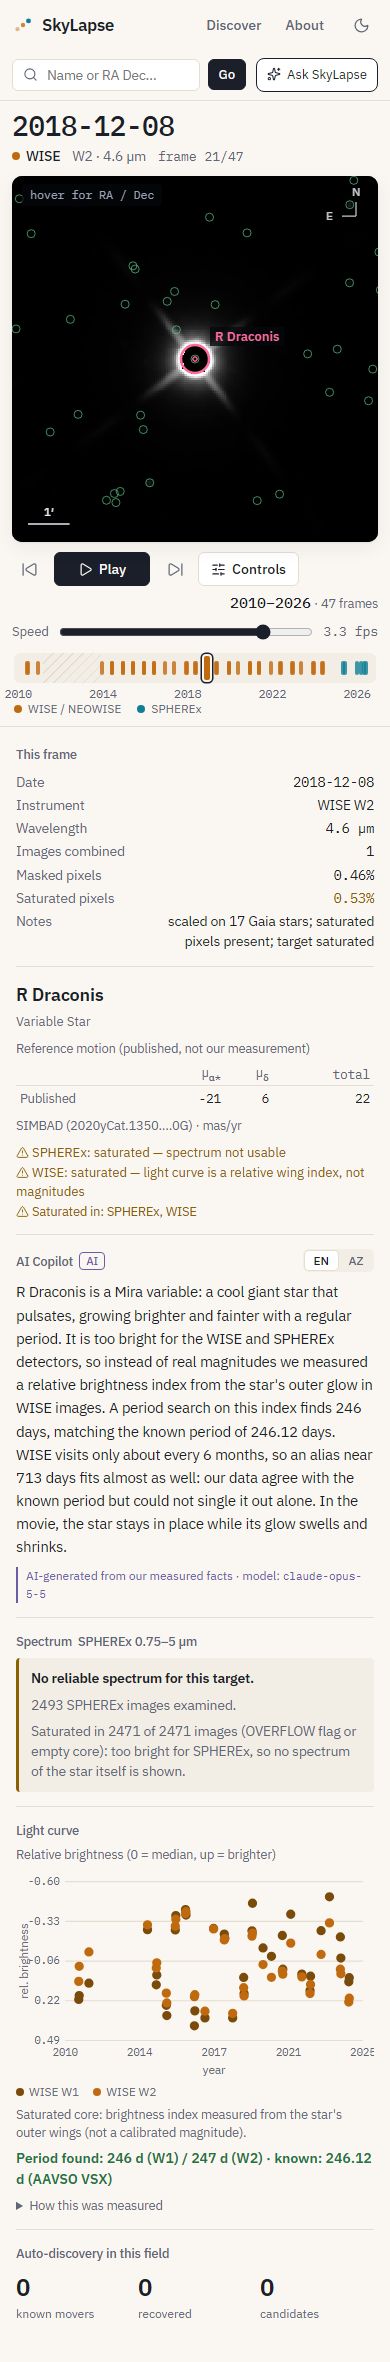 SkyLapse
Discover
About
Name or RA Dec...
Go
Ask SkyLapse
2018-12-08
WISE W2 · 4.6 µm frame 21/47
hover for RA / Dec
N
E
R Draconis
1′
Play
Controls
2010–2026 · 47 frames
Speed
3.3 fps
2010 2014 2018 2022 2026
WISE / NEOWISE SPHEREx
This frame
Date 2018-12-08
Instrument WISE W2
Wavelength 4.6 µm
Images combined 1
Masked pixels 0.46%
Saturated pixels 0.53%
Notes scaled on 17 Gaia stars; saturated
pixels present; target saturated
R Draconis
Variable Star
Reference motion (published, not our measurement)
μα∗ μδ total
Published -21 6 22
SIMBAD (2020yCat.1350....0G) · mas/yr
SPHEREx: saturated — spectrum not usable
WISE: saturated — light curve is a relative wing index, not
magnitudes
Saturated in: SPHEREx, WISE
AI Copilot AI
EN AZ
R Draconis is a Mira variable: a cool giant star that
pulsates, growing brighter and fainter with a regular
period. It is too bright for the WISE and SPHEREx
detectors, so instead of real magnitudes we measured
a relative brightness index from the star's outer glow in
WISE images. A period search on this index finds 246
days, matching the known period of 246.12 days.
WISE visits only about every 6 months, so an alias near
713 days fits almost as well: our data agree with the
known period but could not single it out alone. In the
movie, the star stays in place while its glow swells and
shrinks.
AI-generated from our measured facts · model: claude-opus-
5-5
Spectrum SPHEREx 0.75–5 µm
No reliable spectrum for this target.
2493 SPHEREx images examined.
Saturated in 2471 of 2471 images (OVERFLOW flag or
empty core): too bright for SPHEREx, so no spectrum
of the star itself is shown.
Light curve
Relative brightness (0 = median, up = brighter)
rel. brightness
-0.60
-0.33
-0.06
0.22
0.49
2010 2014 2017 2021 2025
year
WISE W1 WISE W2
Saturated core: brightness index measured from the star's
outer wings (not a calibrated magnitude).
Period found: 246 d (W1) / 247 d (W2) · known: 246.12
d (AAVSO VSX)
How this was measured
Auto-discovery in this field
0 0 0
known movers recovered candidates